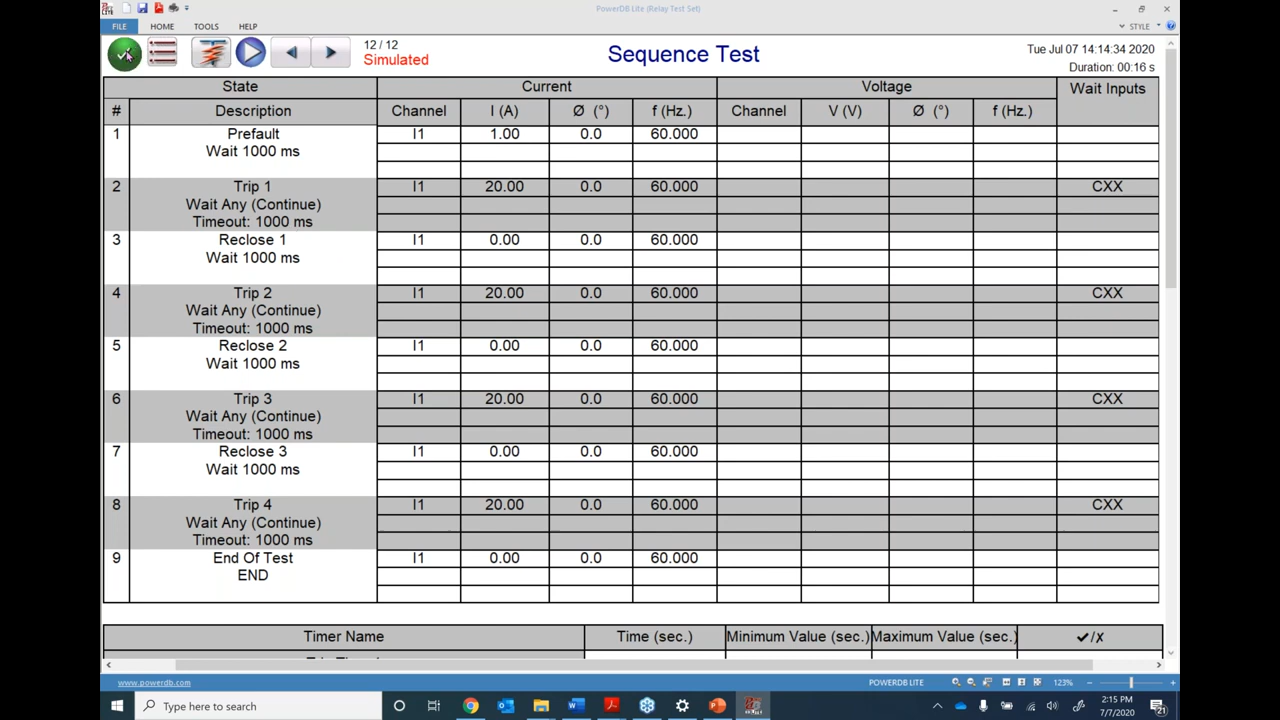 PowerDB Lite (Relay Test Set)
FILE HOME TOOLS HELP STYLE
12 / 12
Simulated
Sequence Test
Tue Jul 07 14:14:34 2020
Duration: 00:16 s
State Current Voltage Wait Inputs
# Description Channel I (A) Ø (°) f (Hz.) Channel V (V) Ø (°) f (Hz.)
1 Prefault I1 1.00 0.0 60.000
Wait 1000 ms
2 Trip 1 I1 20.00 0.0 60.000 CXX
Wait Any (Continue)
Timeout: 1000 ms
3 Reclose 1 I1 0.00 0.0 60.000
Wait 1000 ms
4 Trip 2 I1 20.00 0.0 60.000 CXX
Wait Any (Continue)
Timeout: 1000 ms
5 Reclose 2 I1 0.00 0.0 60.000
Wait 1000 ms
6 Trip 3 I1 20.00 0.0 60.000 CXX
Wait Any (Continue)
Timeout: 1000 ms
7 Reclose 3 I1 0.00 0.0 60.000
Wait 1000 ms
8 Trip 4 I1 20.00 0.0 60.000 CXX
Wait Any (Continue)
Timeout: 1000 ms
9 End Of Test I1 0.00 0.0 60.000
END
Timer Name Time (sec.) Minimum Value (sec.) Maximum Value (sec.) ✓/✗
www.powerdb.com POWERDB LITE 123%
Type here to search
2:15 PM
7/7/2020
21